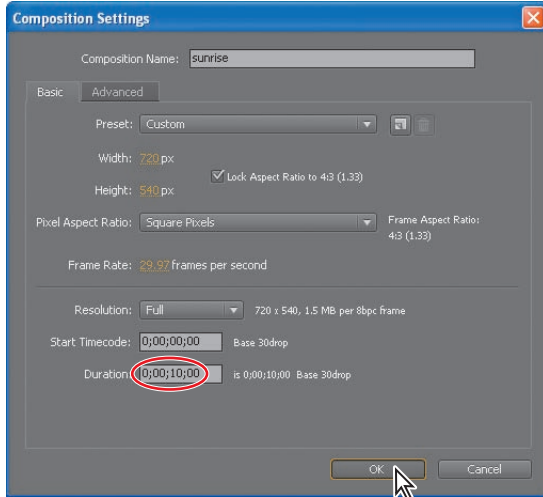 Composition Settings
Composition Name: sunrise
Basic Advanced
Preset: Custom
Width: 720 px
Lock Aspect Ratio to 4:3 (1.33)
Height: 540 px
Pixel Aspect Ratio: Square Pixels Frame Aspect Ratio:
4:3 (1.33)
Frame Rate: 29.97 frames per second
Resolution: Full 720 x 540, 1.5 MB per 8bpc frame
Start Timecode: 0;00;00;00 Base 30drop
Duration: 0;00;10;00 is 0;00;10;00 Base 30drop
OK Cancel